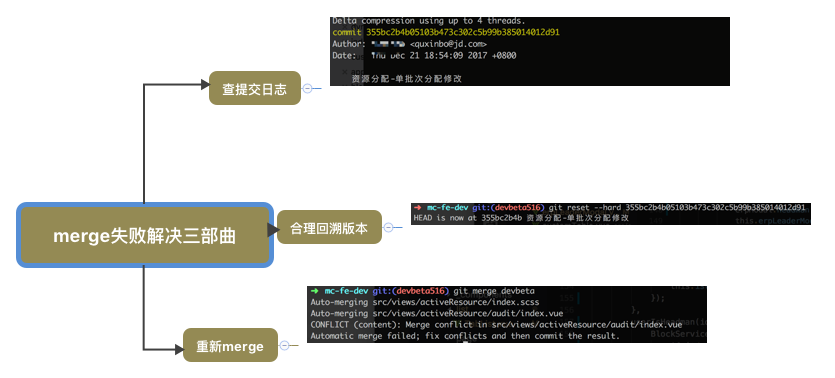 Delta compression using up to 4 threads.
commit 355bc2b4b05103b473c302c5b99b385014012d91
Author: <quxinbo@jd.com>
Date: Thu Dec 21 18:54:09 2017 +0800
资源分配-单批次分配修改
查提交日志
merge失败解决三部曲
合理回溯版本
➜ mc-fe-dev git:(devbeta516) git reset --hard 355bc2b4b05103b473c302c5b99b385014012d91
HEAD is now at 355bc2b4b 资源分配-单批次分配修改
this.erpLeaderMo
重新merge
➜ mc-fe-dev git:(devbeta516) git merge devbeta
Auto-merging src/views/activeResource/index.scss
Auto-merging src/views/activeResource/audit/index.vue
CONFLICT (content): Merge conflict in src/views/activeResource/audit/index.vue
Automatic merge failed; fix conflicts and then commit the result.
});
},
BlockServic